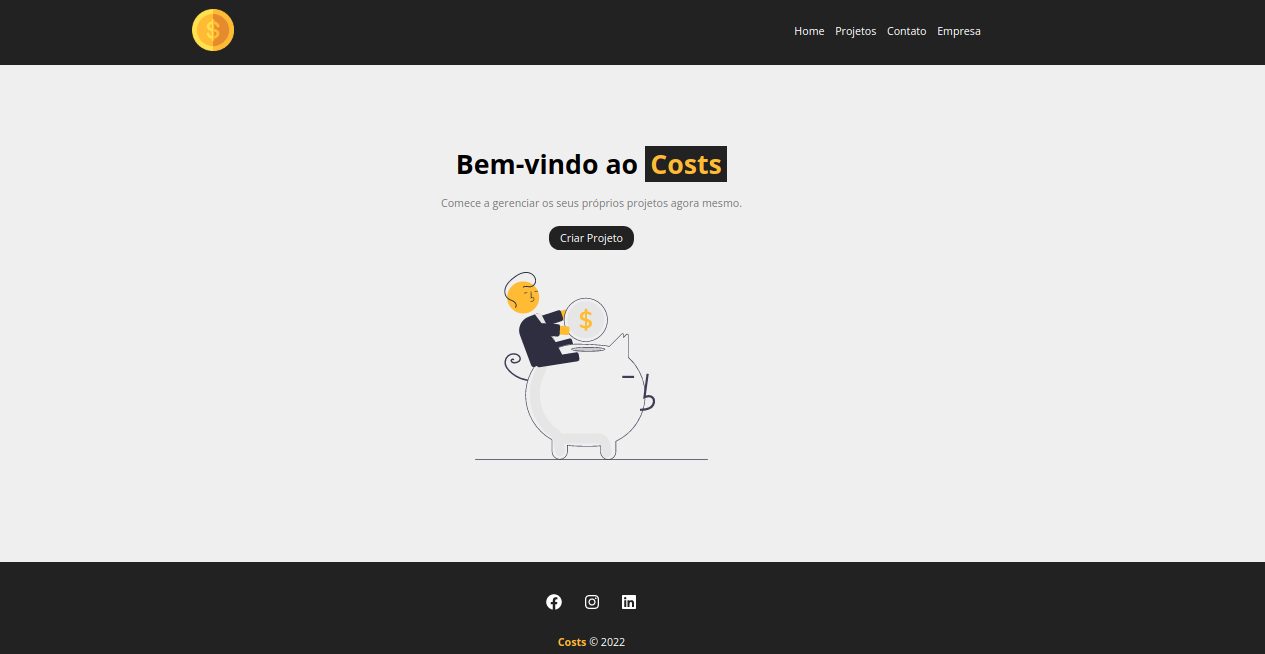 $
Home Projetos Contato Empresa
Bem-vindo ao Costs
Comece a gerenciar os seus próprios projetos agora mesmo.
Criar Projeto
$
Costs © 2022